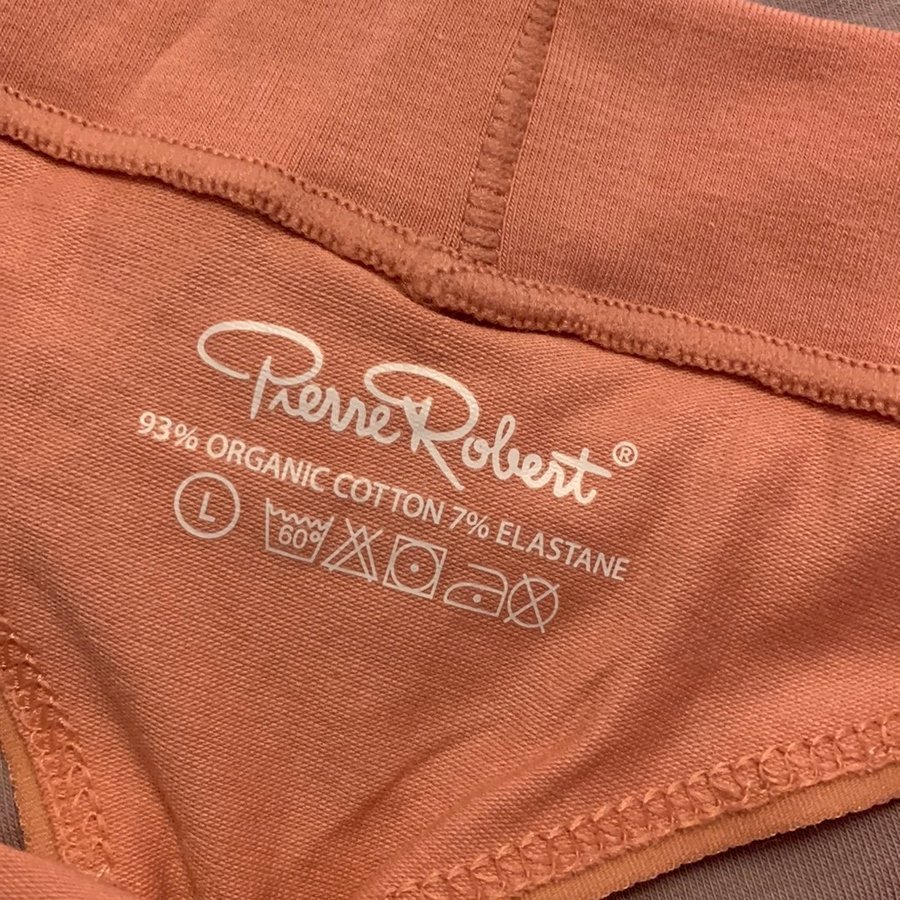 Pierre Robert®
93% ORGANIC COTTON 7% ELASTANE
L 60°